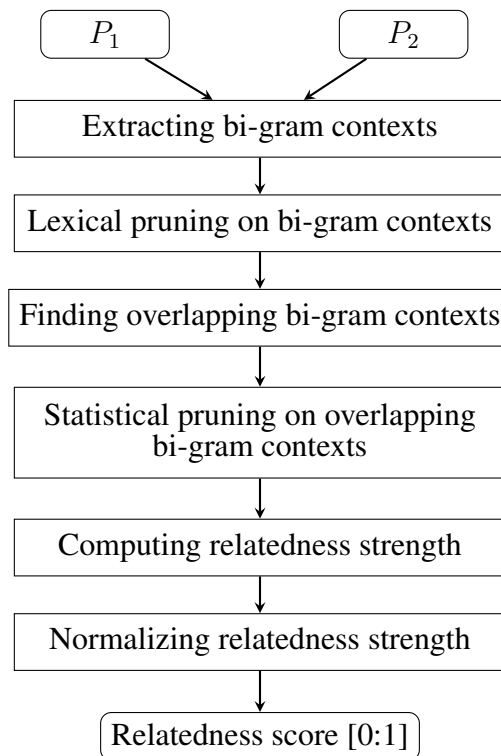 P₁
P₂
Extracting bi-gram contexts
Lexical pruning on bi-gram contexts
Finding overlapping bi-gram contexts
Statistical pruning on overlapping
bi-gram contexts
Computing relatedness strength
Normalizing relatedness strength
Relatedness score [0:1]